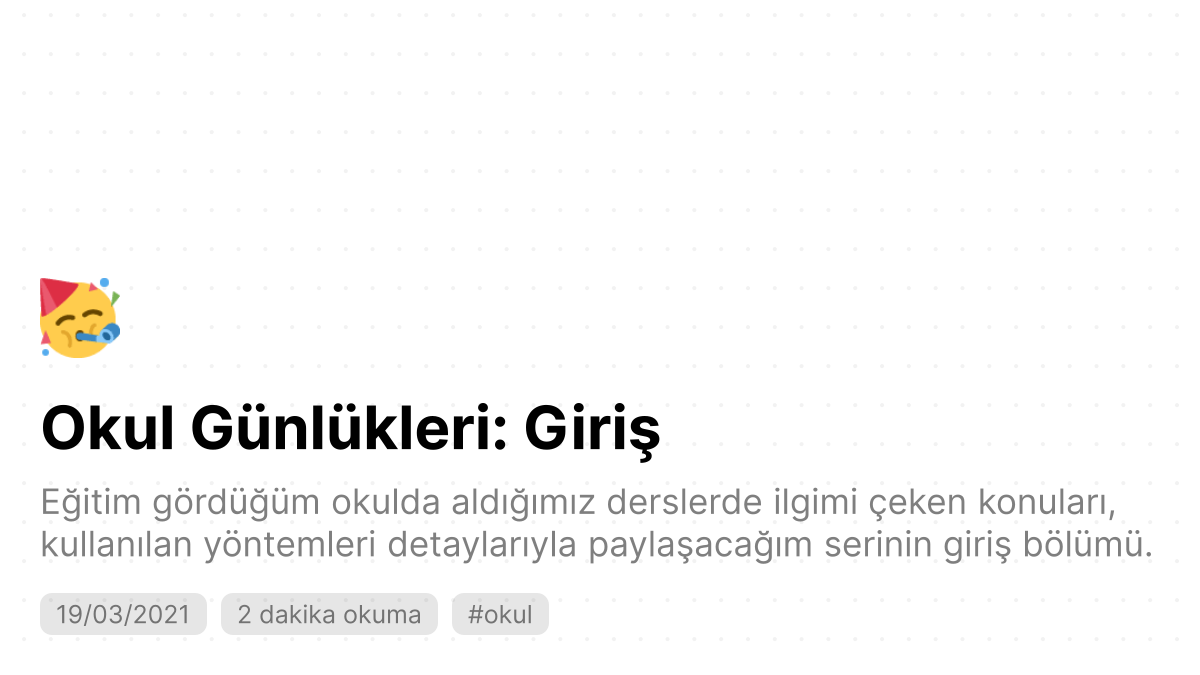 Okul Günlükleri: Giriş
Eğitim gördüğüm okulda aldığımız derslerde ilgimi çeken konuları,
kullanılan yöntemleri detaylarıyla paylaşacağım serinin giriş bölümü.
19/03/2021 2 dakika okuma #okul